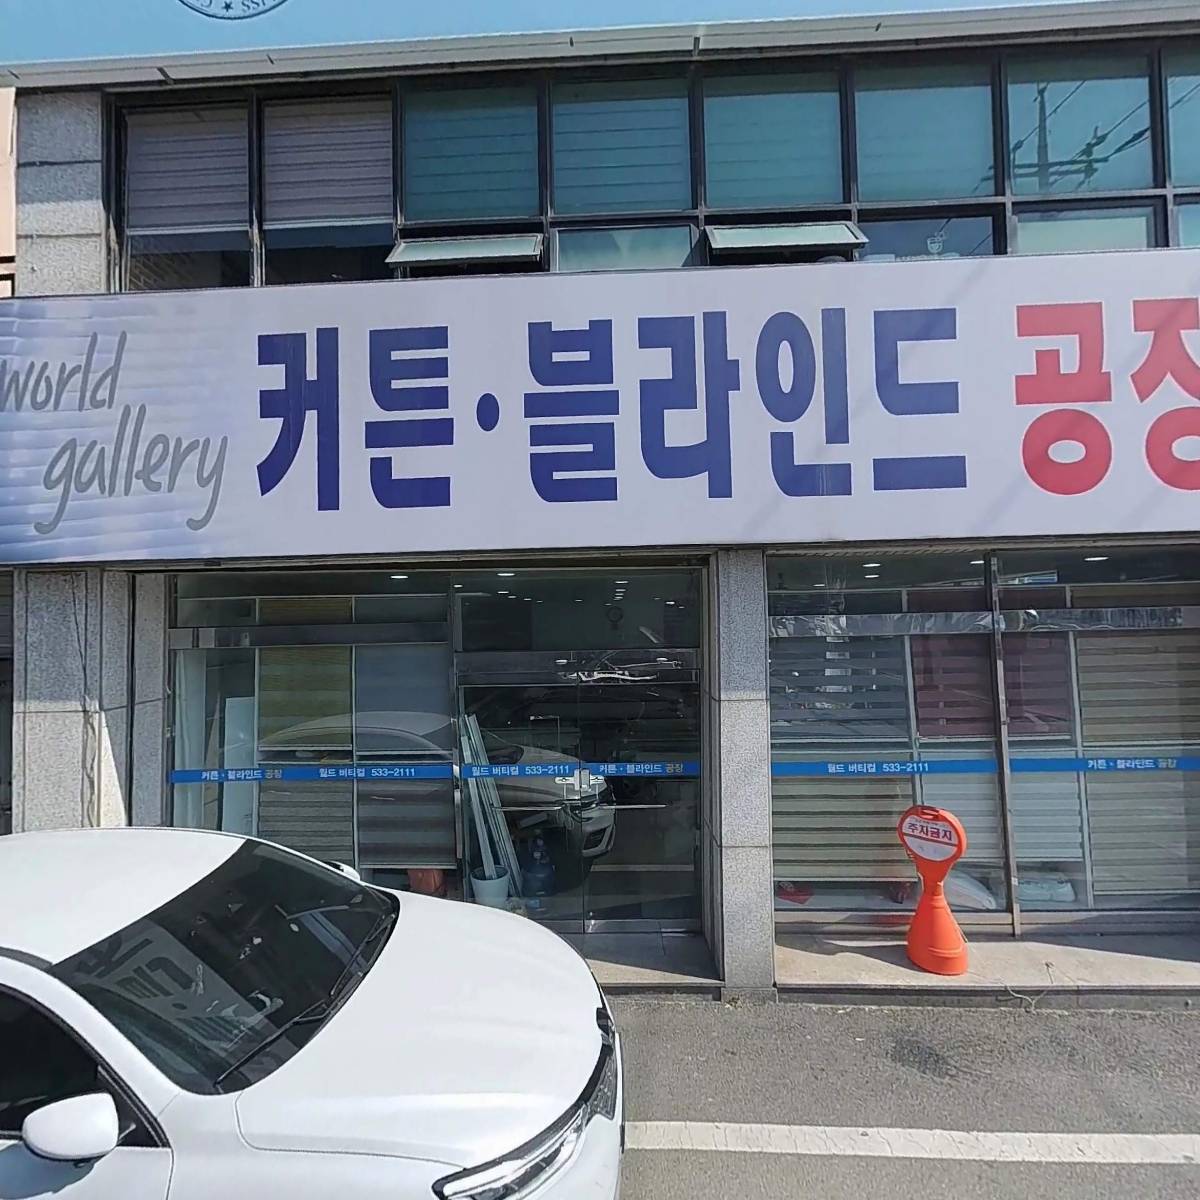 world
gallery
커튼·블라인드 공장
커튼·블라인드 공장
월드 버티컬 533-2111
월드 버티컬 533-2111
커튼·블라인드 공장
월드 버티컬 533-2111
커튼·블라인드 공장
주차금지